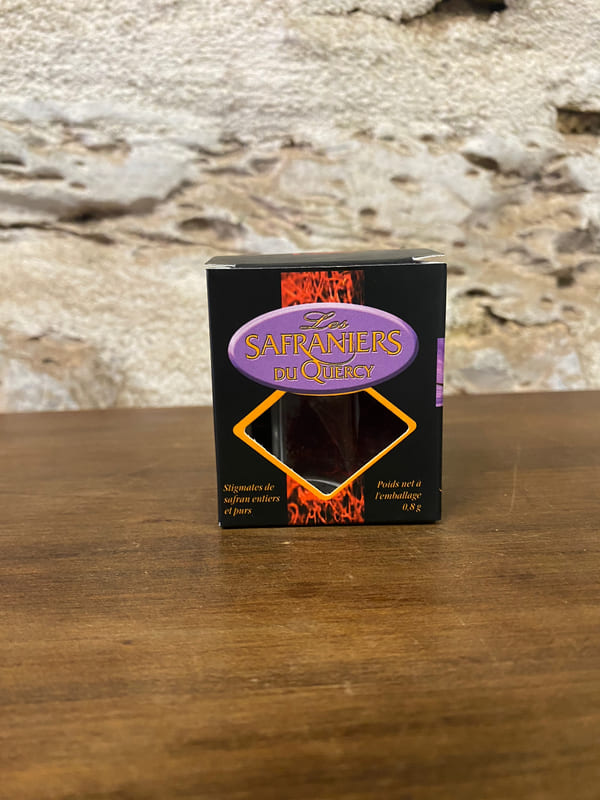 Les
SAFRANIERS
DU QUERCY
Stigmates de
safran entiers
et purs
Poids net à
l'emballage
0,8 g